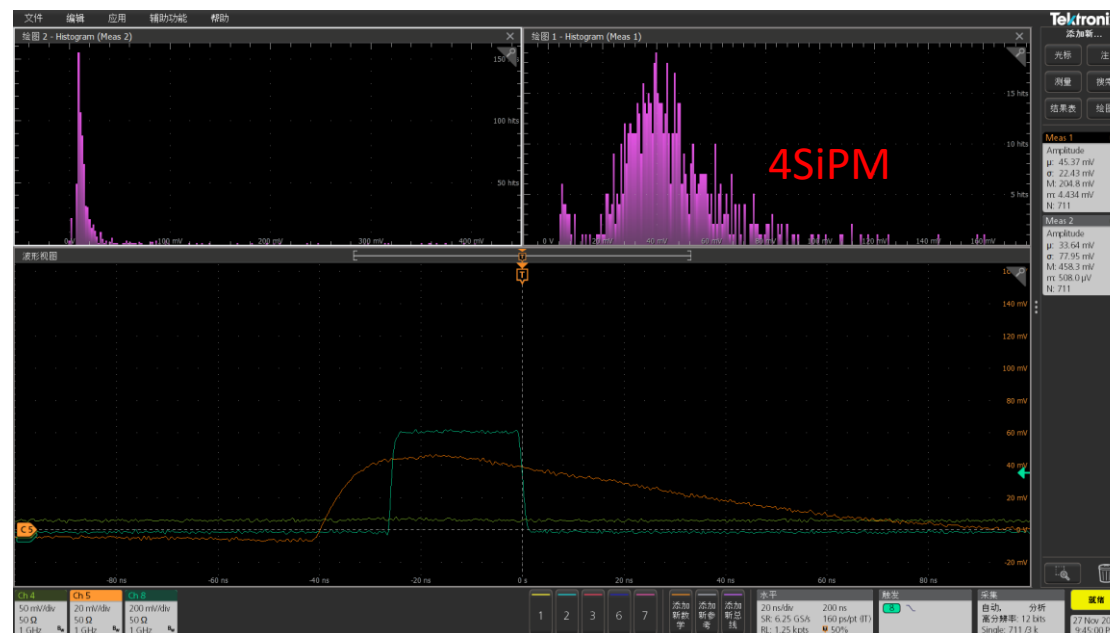 文件 编辑 应用 辅助功能 帮助
Tektronix
添加新...
绘图 2 - Histogram (Meas 2)
绘图 1 - Histogram (Meas 1)
光标
测量
结果表
150
100 hits
50 hits
0 V 100 mV 200 mV 300 mV 400 mV
15 hits
10 hits
5 hits
0 V 20 mV 40 mV 60 mV 80 mV 100 mV 120 mV 140 mV 160 mV
4SiPM
Meas 1
Amplitude
μ: 45.37 mV
σ: 22.43 mV
M: 204.8 mV
m: 4.434 mV
N: 711
Meas 2
Amplitude
μ: 33.64 mV
σ: 77.95 mV
M: 458.3 mV
m: 508.0 μV
N: 711
波形视图
T
T
140 mV
120 mV
100 mV
80 mV
60 mV
40 mV
20 mV
0 V
-20 mV
C5
-80 ns -60 ns -40 ns -20 ns 0 s 20 ns 40 ns 60 ns 80 ns
Ch 4
50 mV/div
50 Ω
1 GHz
Ch 5
20 mV/div
50 Ω
1 GHz
Ch 8
200 mV/div
50 Ω
1 GHz
1 2 3 6 7
添加新数学
添加新参考
添加新总线
水平
20 ns/div 200 ns
SR: 6.25 GSA 160 ps/pt (IT)
RL: 1.25 kpts 50%
触发
8
采集
自动, 分析
高分辨率: 12 bits
Single: 711 /3 k
就绪
27 Nov 20
9:45:00 P